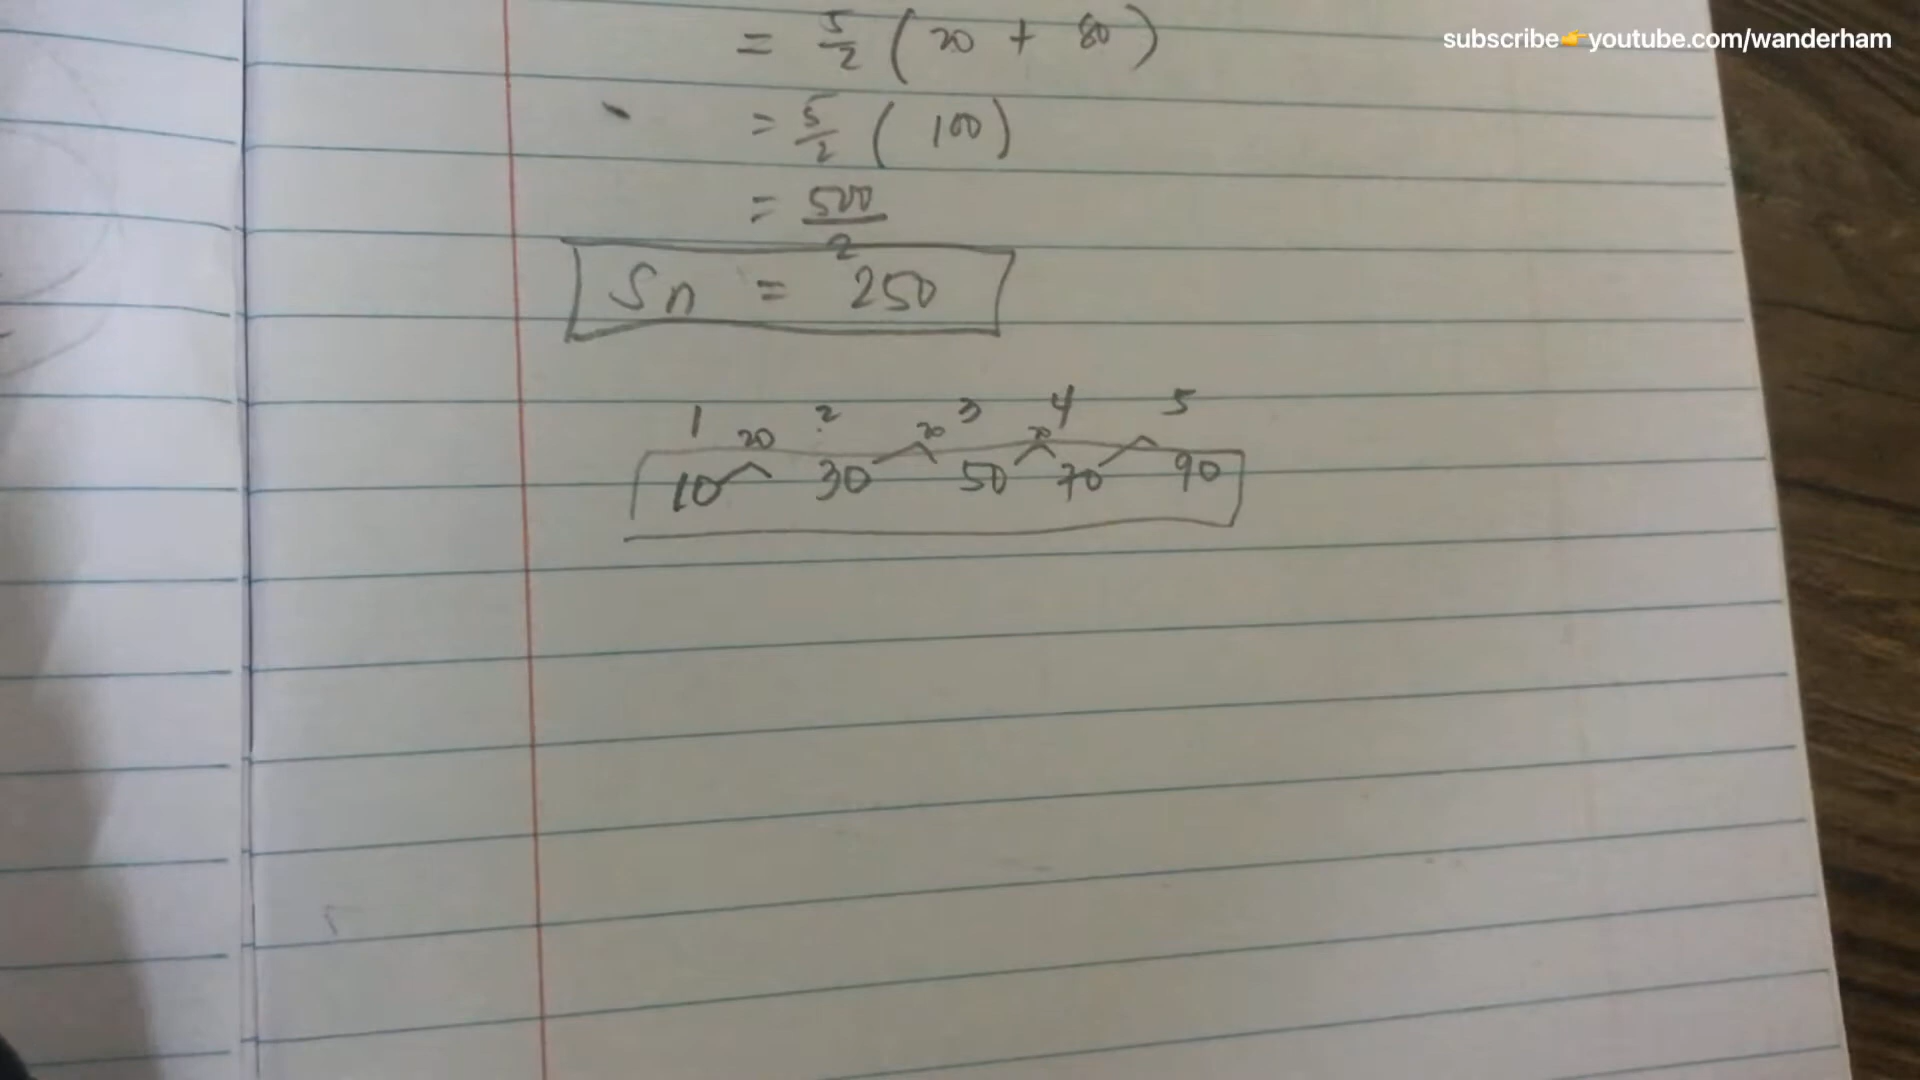 subscribe👉youtube.com/wanderham
= 5/2 ( 20 + 80 )
= 5/2 ( 100 )
= 500/2
Sn = 250
1 2 3 4 5
20 20 20
10 30 50 70 90